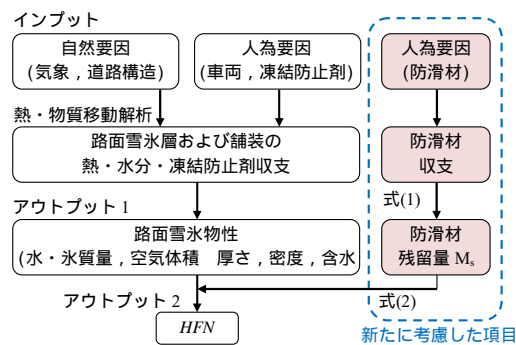 インプット
自然要因
(気象，道路構造)
人為要因
(車両，凍結防止剤)
人為要因
(防滑材)
熱・物質移動解析
路面雪氷層および舗装の
熱・水分・凍結防止剤収支
防滑材
収支
式(1)
アウトプット 1
路面雪氷物性
(水・氷質量，空気体積　厚さ，密度，含水
防滑材
残留量 Ms
アウトプット 2
式(2)
HFN
新たに考慮した項目